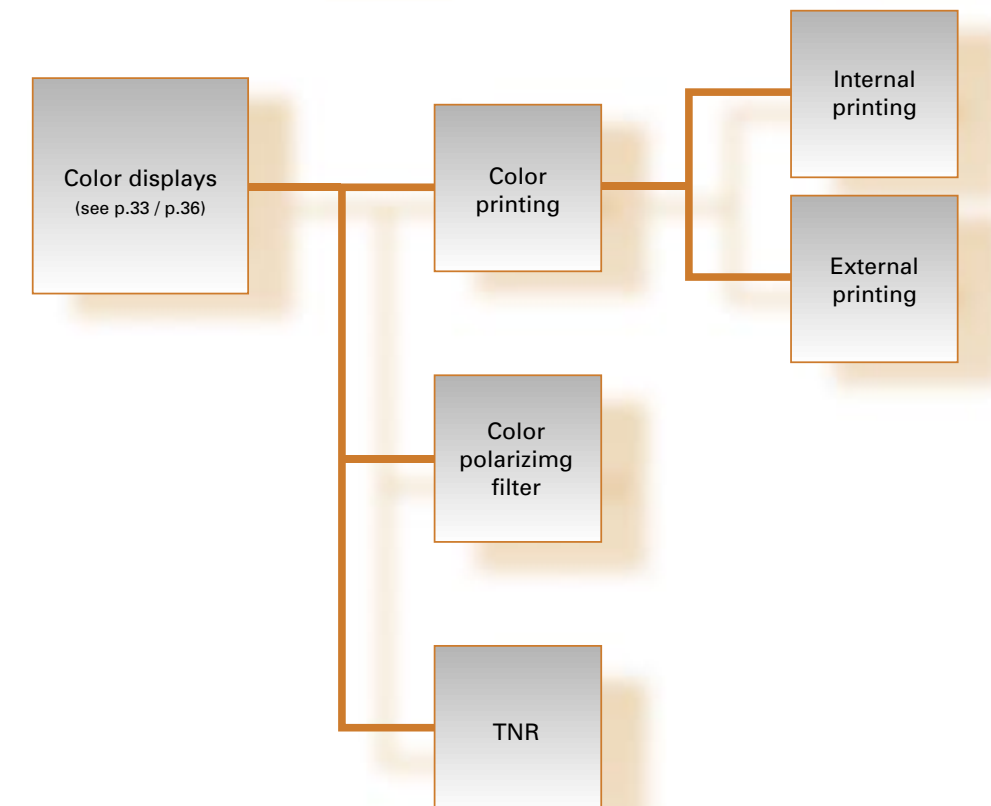 Color displays
(see p.33 / p.36)
Color
printing
Internal
printing
External
printing
Color
polarizimg
filter
TNR